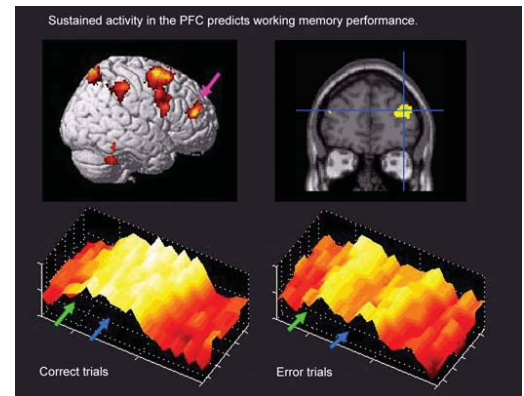 Sustained activity in the PFC predicts working memory performance.
Correct trials
Error trials